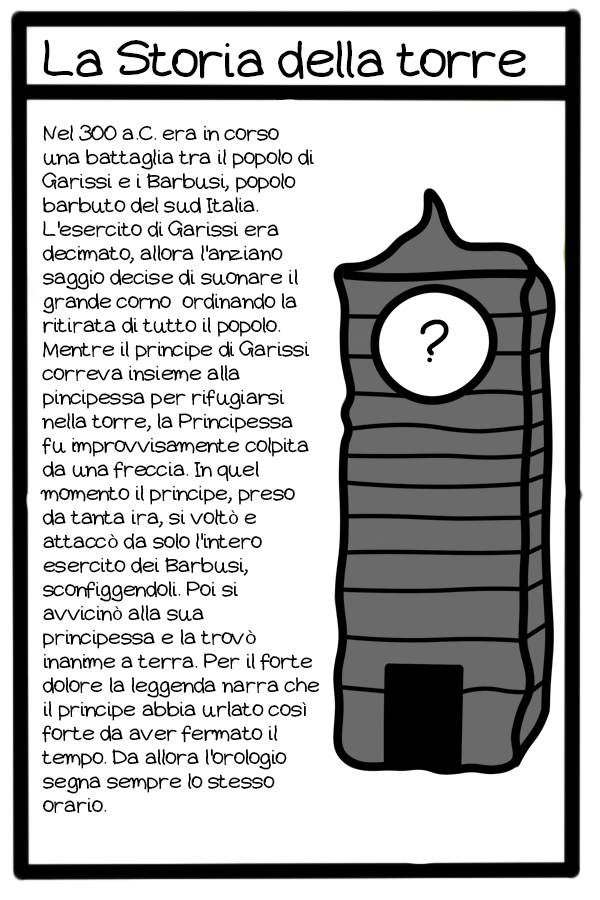 La Storia della torre
Nel 300 a.C. era in corso
una battaglia tra il popolo di
Garissi e i Barbusi, popolo
barbuto del sud Italia.
L'esercito di Garissi era
decimato, allora l'anziano
saggio decise di suonare il
grande corno  ordinando la
ritirata di tutto il popolo.
Mentre il principe di Garissi
correva insieme alla
pincipessa per rifugiarsi
nella torre, la Principessa
fu improvvisamente colpita
da una freccia. In quel
momento il principe, preso
da tanta ira, si voltò e
attaccò da solo l'intero
esercito dei Barbusi,
sconfiggendoli. Poi si
avvicinò alla sua
principessa e la trovò
inanime a terra. Per il forte
dolore la leggenda narra che
il principe abbia urlato così
forte da aver fermato il
tempo. Da allora l'orologio
segna sempre lo stesso
orario.
?